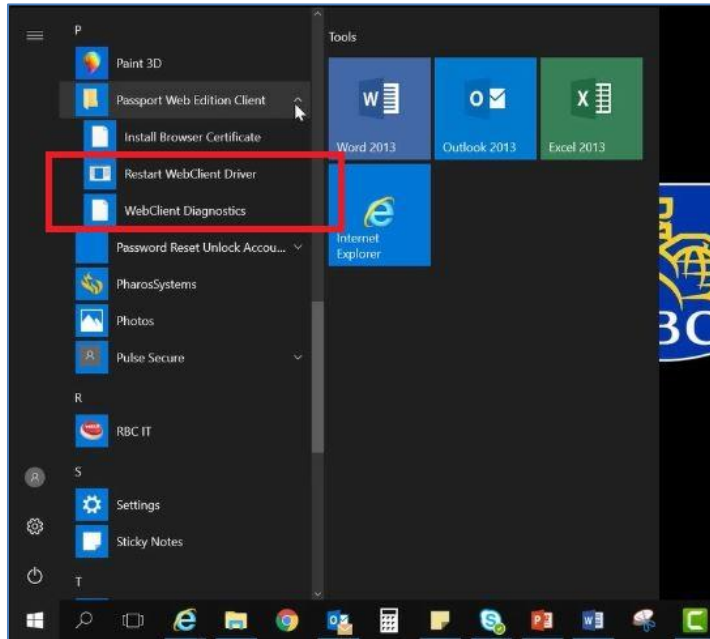 P
Paint 3D
Passport Web Edition Client
Install Browser Certificate
Restart WebClient Driver
WebClient Diagnostics
Password Reset Unlock Accou...
PharosSystems
Photos
Pulse Secure
R
RBC IT
S
Settings
Sticky Notes
T
Tools
Word 2013
Outlook 2013
Excel 2013
Internet
Explorer
BC